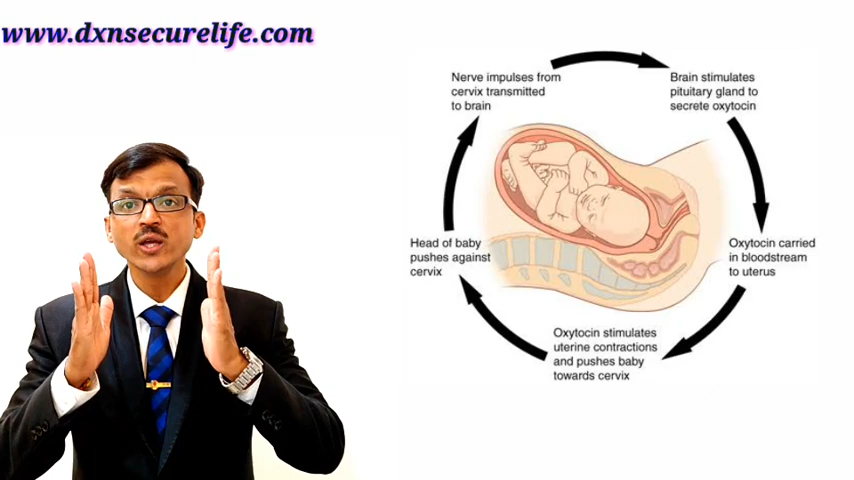 www.dxnsecurelife.com
Nerve impulses from
cervix transmitted
to brain
Brain stimulates
pituitary gland to
secrete oxytocin
Oxytocin carried
in bloodstream
to uterus
Oxytocin stimulates
uterine contractions
and pushes baby
towards cervix
Head of baby
pushes against
cervix